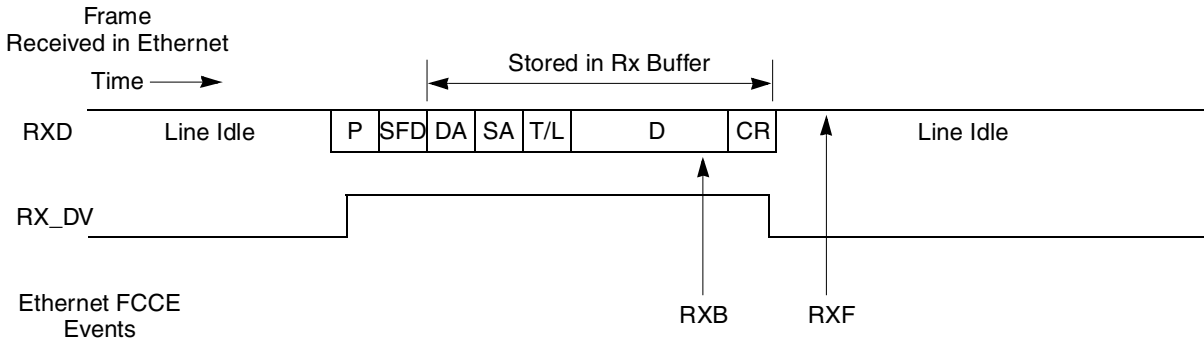 Frame
Received in Ethernet
Time
Stored in Rx Buffer
RXD
Line Idle
P
SFD
DA
SA
T/L
D
CR
Line Idle
RX_DV
Ethernet FCCE
Events
RXB
RXF